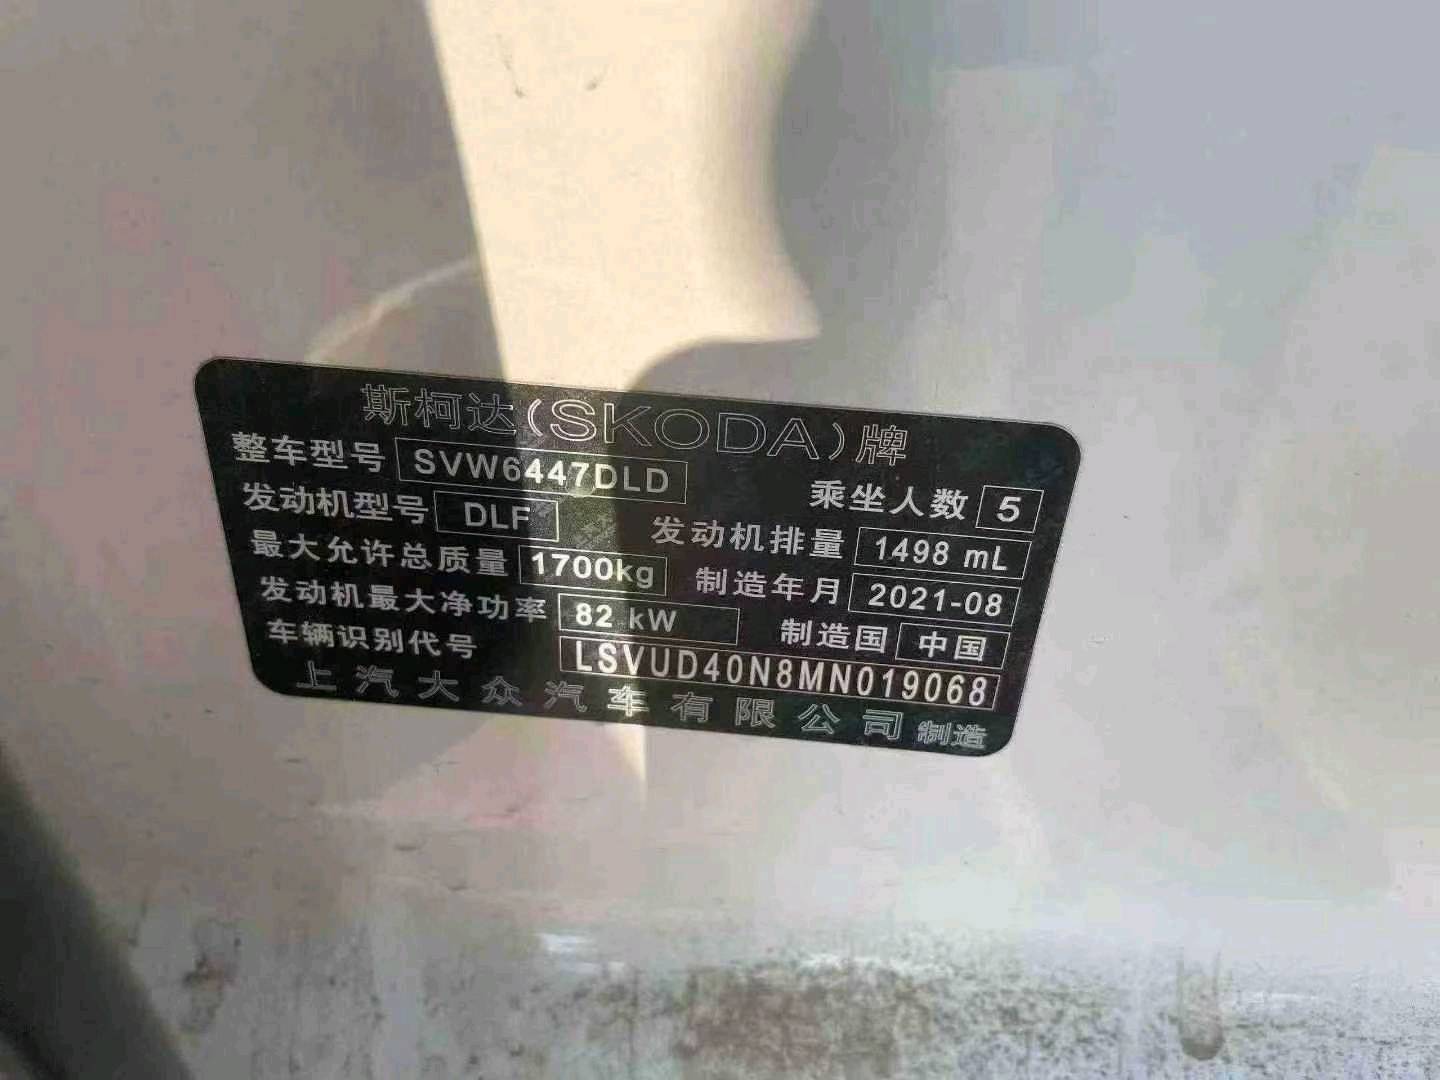 斯柯达(SKODA)牌
整车型号 SVW6447DLD 乘坐人数 5
发动机型号 DLF 发动机排量 1498 mL
最大允许总质量 1700kg 制造年月 2021-08
发动机最大净功率 82 kW 制造国 中国
车辆识别代号 LSVUD40N8MN019068
上汽大众汽车有限公司 制造